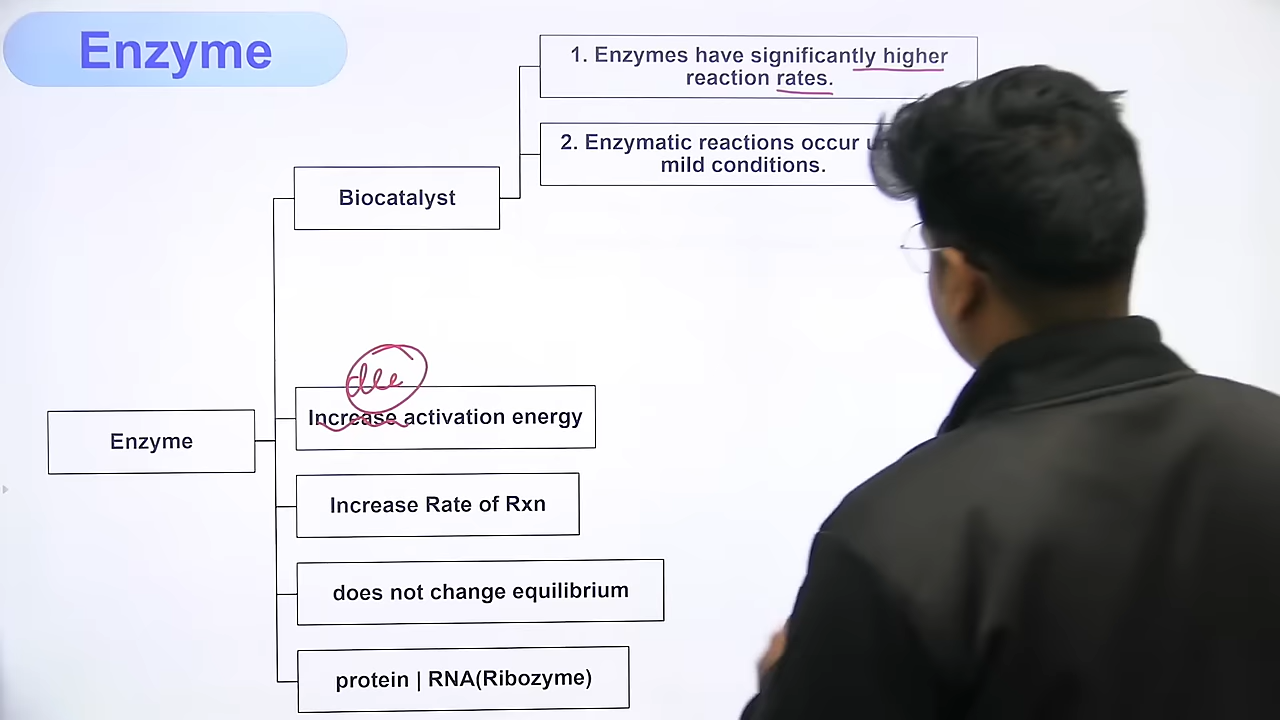 Enzyme
1. Enzymes have significantly higher
reaction rates.
2. Enzymatic reactions occur
mild conditions.
Biocatalyst
Enzyme
Increase activation energy
Increase Rate of Rxn
does not change equilibrium
protein | RNA(Ribozyme)